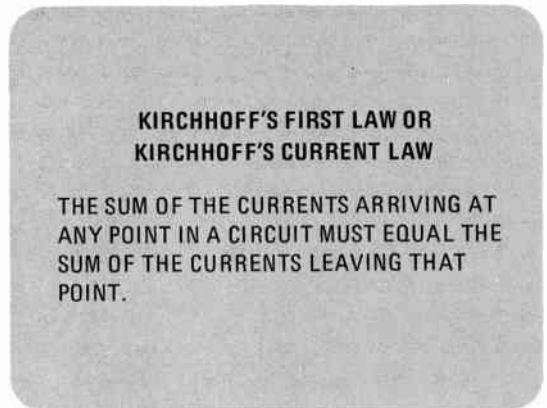 KIRCHHOFF'S FIRST LAW OR
KIRCHHOFF'S CURRENT LAW
THE SUM OF THE CURRENTS ARRIVING AT
ANY POINT IN A CIRCUIT MUST EQUAL THE
SUM OF THE CURRENTS LEAVING THAT
POINT.